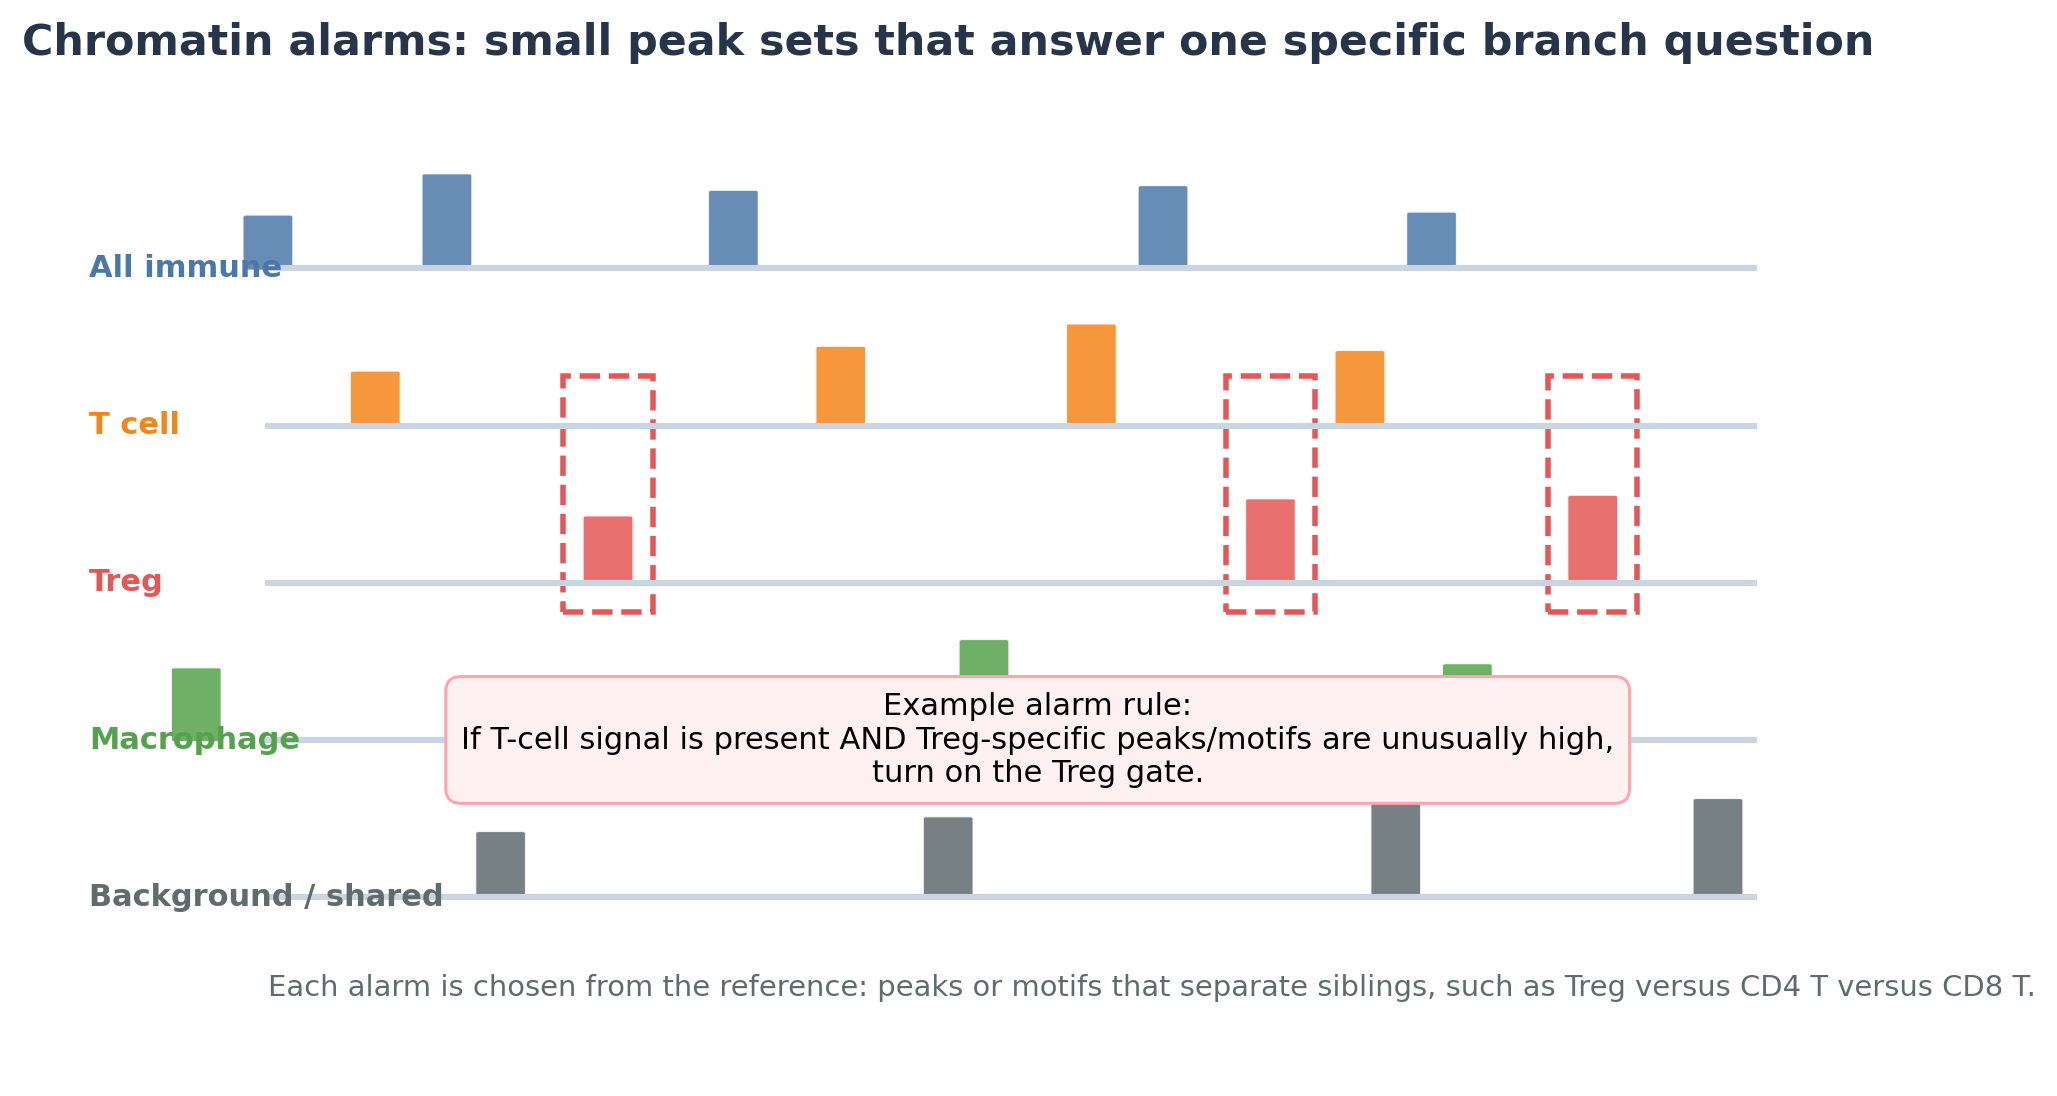 Chromatin alarms: small peak sets that answer one specific branch question
All immune
T cell
Treg
Macrophage
Example alarm rule:
If T-cell signal is present AND Treg-specific peaks/motifs are unusually high,
turn on the Treg gate.
Background / shared
Each alarm is chosen from the reference: peaks or motifs that separate siblings, such as Treg versus CD4 T versus CD8 T.